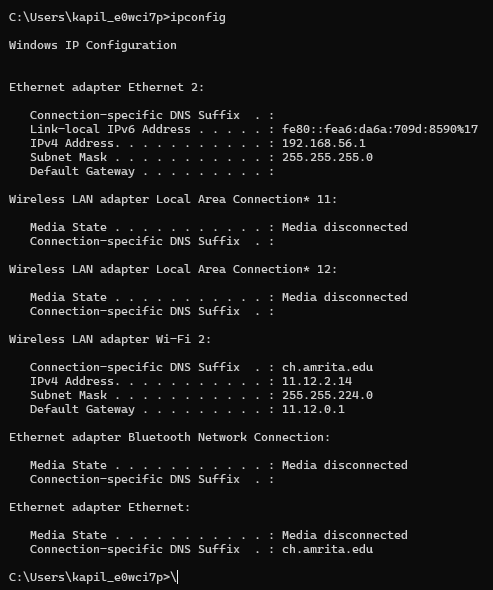 C:\Users\kapil_e0wci7p>ipconfig
Windows IP Configuration
Ethernet adapter Ethernet 2:
   Connection-specific DNS Suffix  . :
   Link-local IPv6 Address . . . . . : fe80::fea6:da6a:709d:8590%17
   IPv4 Address. . . . . . . . . . . : 192.168.56.1
   Subnet Mask . . . . . . . . . . . : 255.255.255.0
   Default Gateway . . . . . . . . . :
Wireless LAN adapter Local Area Connection* 11:
   Media State . . . . . . . . . . . : Media disconnected
   Connection-specific DNS Suffix  . :
Wireless LAN adapter Local Area Connection* 12:
   Media State . . . . . . . . . . . : Media disconnected
   Connection-specific DNS Suffix  . :
Wireless LAN adapter Wi-Fi 2:
   Connection-specific DNS Suffix  . : ch.amrita.edu
   IPv4 Address. . . . . . . . . . . : 11.12.2.14
   Subnet Mask . . . . . . . . . . . : 255.255.224.0
   Default Gateway . . . . . . . . . : 11.12.0.1
Ethernet adapter Bluetooth Network Connection:
   Media State . . . . . . . . . . . : Media disconnected
   Connection-specific DNS Suffix  . :
Ethernet adapter Ethernet:
   Media State . . . . . . . . . . . : Media disconnected
   Connection-specific DNS Suffix  . : ch.amrita.edu
C:\Users\kapil_e0wci7p>\